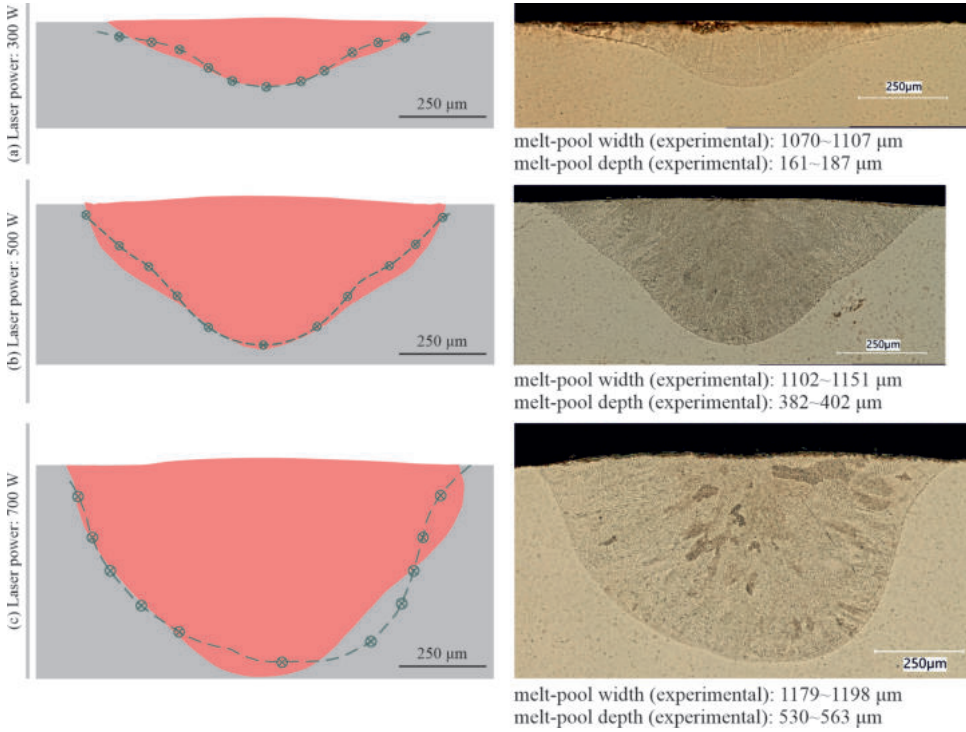 (a) Laser power: 300 W
250 μm
250μm
melt-pool width (experimental): 1070~1107 μm
melt-pool depth (experimental): 161~187 μm
(b) Laser power: 500 W
250 μm
250μm
melt-pool width (experimental): 1102~1151 μm
melt-pool depth (experimental): 382~402 μm
(c) Laser power: 700 W
250 μm
250μm
melt-pool width (experimental): 1179~1198 μm
melt-pool depth (experimental): 530~563 μm